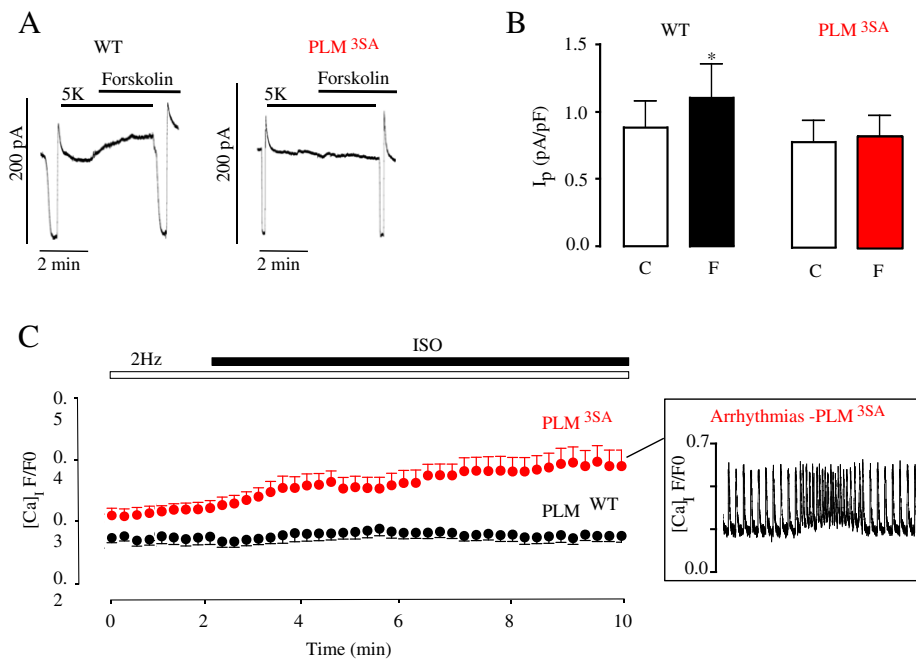 A
WT
PLM 3SA
Forskolin
5K
200 pA
2 min
Forskolin
5K
200 pA
2 min
B
WT
PLM 3SA
1.5
1.0
0.5
0.0
Ip (pA/pF)
*
C
F
C
F
C
2Hz
ISO
0.
5
0.
4
0.
3
0.
2
[Ca]I F/F0
PLM 3SA
PLM WT
0
2
4
6
8
10
Time (min)
Arrhythmias -PLM 3SA
0.7
0.0
[Ca]I F/F0